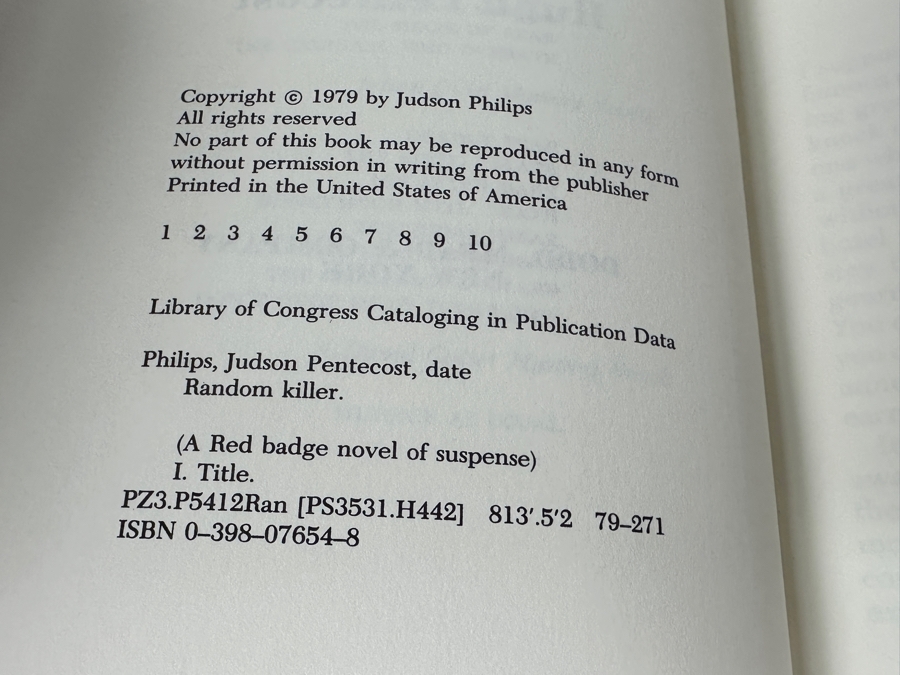 Copyright © 1979 by Judson Philips
All rights reserved
No part of this book may be reproduced in any form
without permission in writing from the publisher
Printed in the United States of America
1 2 3 4 5 6 7 8 9 10
Library of Congress Cataloging in Publication Data
Philips, Judson Pentecost, date
Random killer.
(A Red badge novel of suspense)
I. Title.
PZ3.P5412Ran [PS3531.H442] 813'.5'2 79–271
ISBN 0–398–07654–8